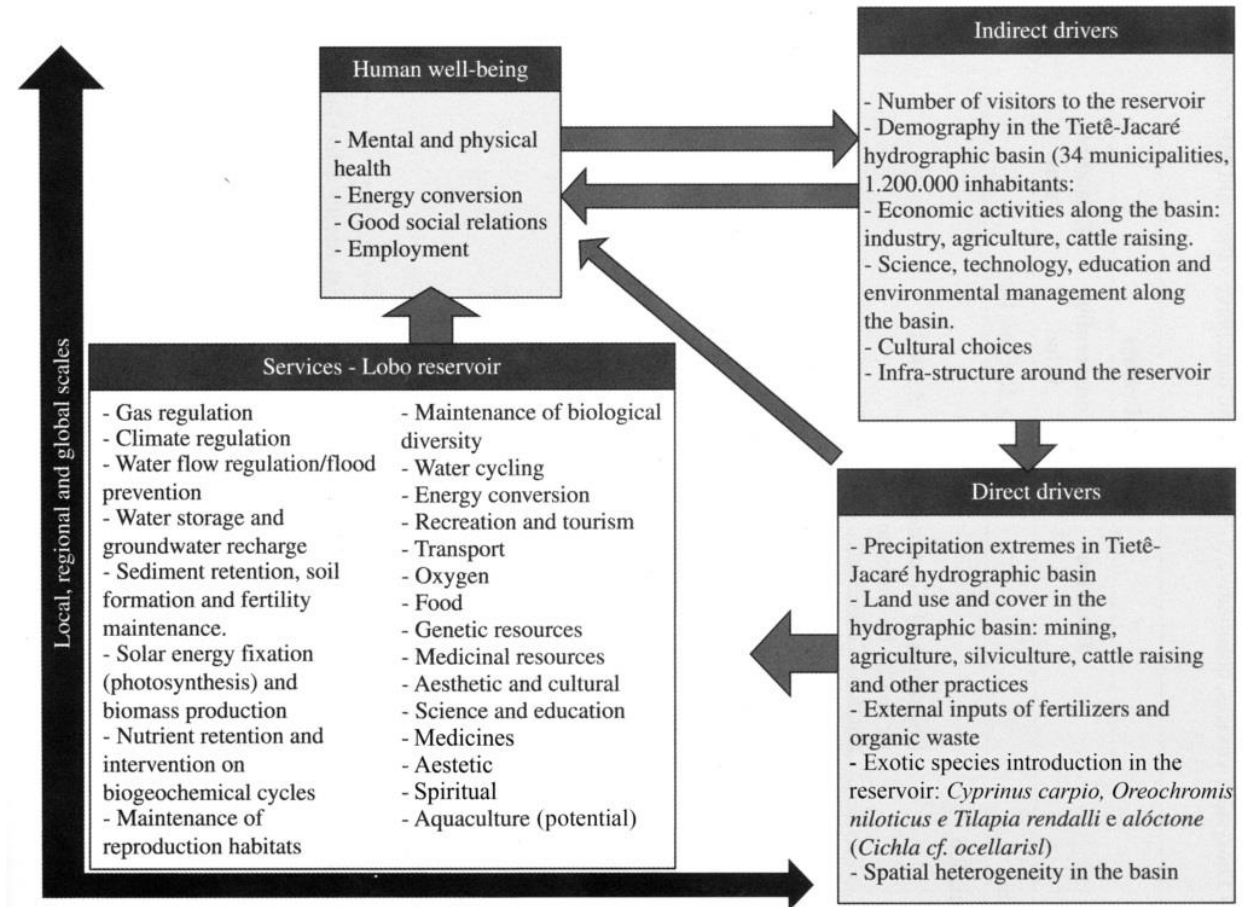 Local, regional and global scales
Human well-being
- Mental and physical
health
- Energy conversion
- Good social relations
- Employment
Indirect drivers
- Number of visitors to the reservoir
- Demography in the Tietê-Jacaré
hydrographic basin (34 municipalities,
1.200.000 inhabitants:
- Economic activities along the basin:
industry, agriculture, cattle raising.
- Science, technology, education and
environmental management along
the basin.
- Cultural choices
- Infra-structure around the reservoir
Services - Lobo reservoir
- Gas regulation
- Climate regulation
- Water flow regulation/flood
prevention
- Water storage and
groundwater recharge
- Sediment retention, soil
formation and fertility
maintenance.
- Solar energy fixation
(photosynthesis) and
biomass production
- Nutrient retention and
intervention on
biogeochemical cycles
- Maintenance of
reproduction habitats
- Maintenance of biological
diversity
- Water cycling
- Energy conversion
- Recreation and tourism
- Transport
- Oxygen
- Food
- Genetic resources
- Medicinal resources
- Aesthetic and cultural
- Science and education
- Medicines
- Aestetic
- Spiritual
- Aquaculture (potential)
Direct drivers
- Precipitation extremes in Tietê-
Jacaré hydrographic basin
- Land use and cover in the
hydrographic basin: mining,
agriculture, silviculture, cattle raising
and other practices
- External inputs of fertilizers and
organic waste
- Exotic species introduction in the
reservoir: Cyprinus carpio, Oreochromis
niloticus e Tilapia rendalli e alóctone
(Cichla cf. ocellarisl)
- Spatial heterogeneity in the basin